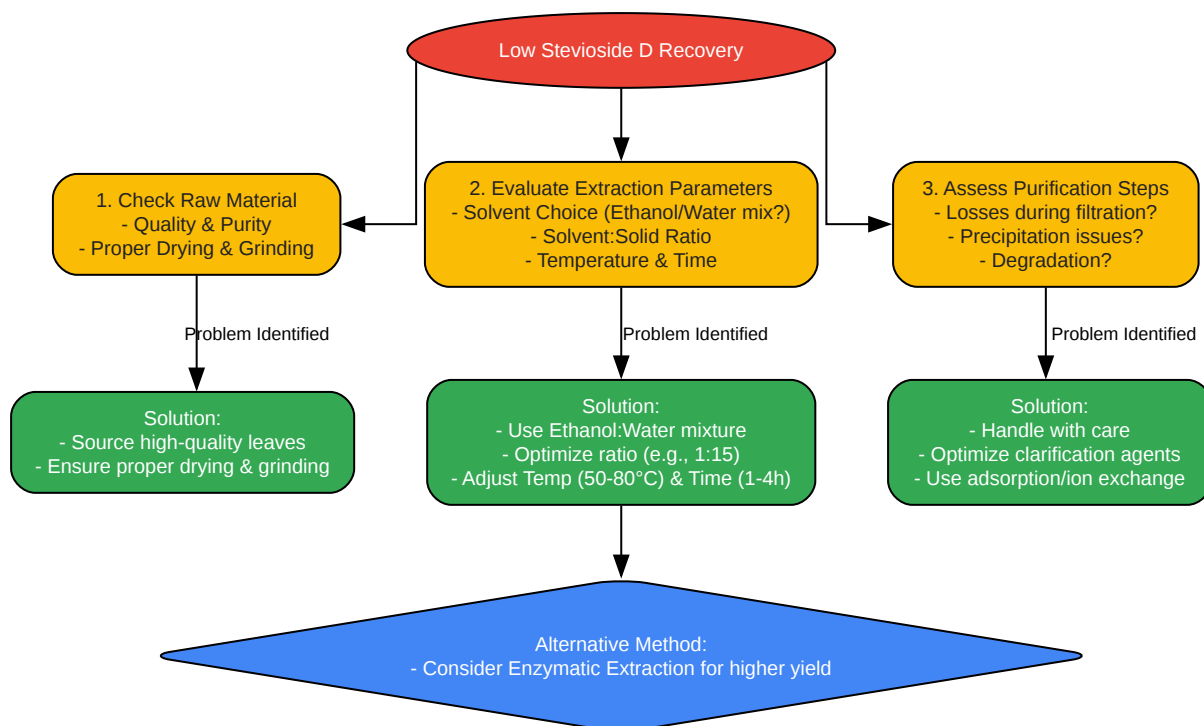 Low Stevioside D Recovery
1. Check Raw Material
- Quality & Purity
- Proper Drying & Grinding
2. Evaluate Extraction Parameters
- Solvent Choice (Ethanol/Water mix?)
- Solvent:Solid Ratio
- Temperature & Time
3. Assess Purification Steps
- Losses during filtration?
- Precipitation issues?
- Degradation?
Problem Identified
Problem Identified
Problem Identified
Solution:
- Source high-quality leaves
- Ensure proper drying & grinding
Solution:
- Use Ethanol:Water mixture
- Optimize ratio (e.g., 1:15)
- Adjust Temp (50-80°C) & Time (1-4h)
Solution:
- Handle with care
- Optimize clarification agents
- Use adsorption/ion exchange
Alternative Method:
- Consider Enzymatic Extraction for higher yield